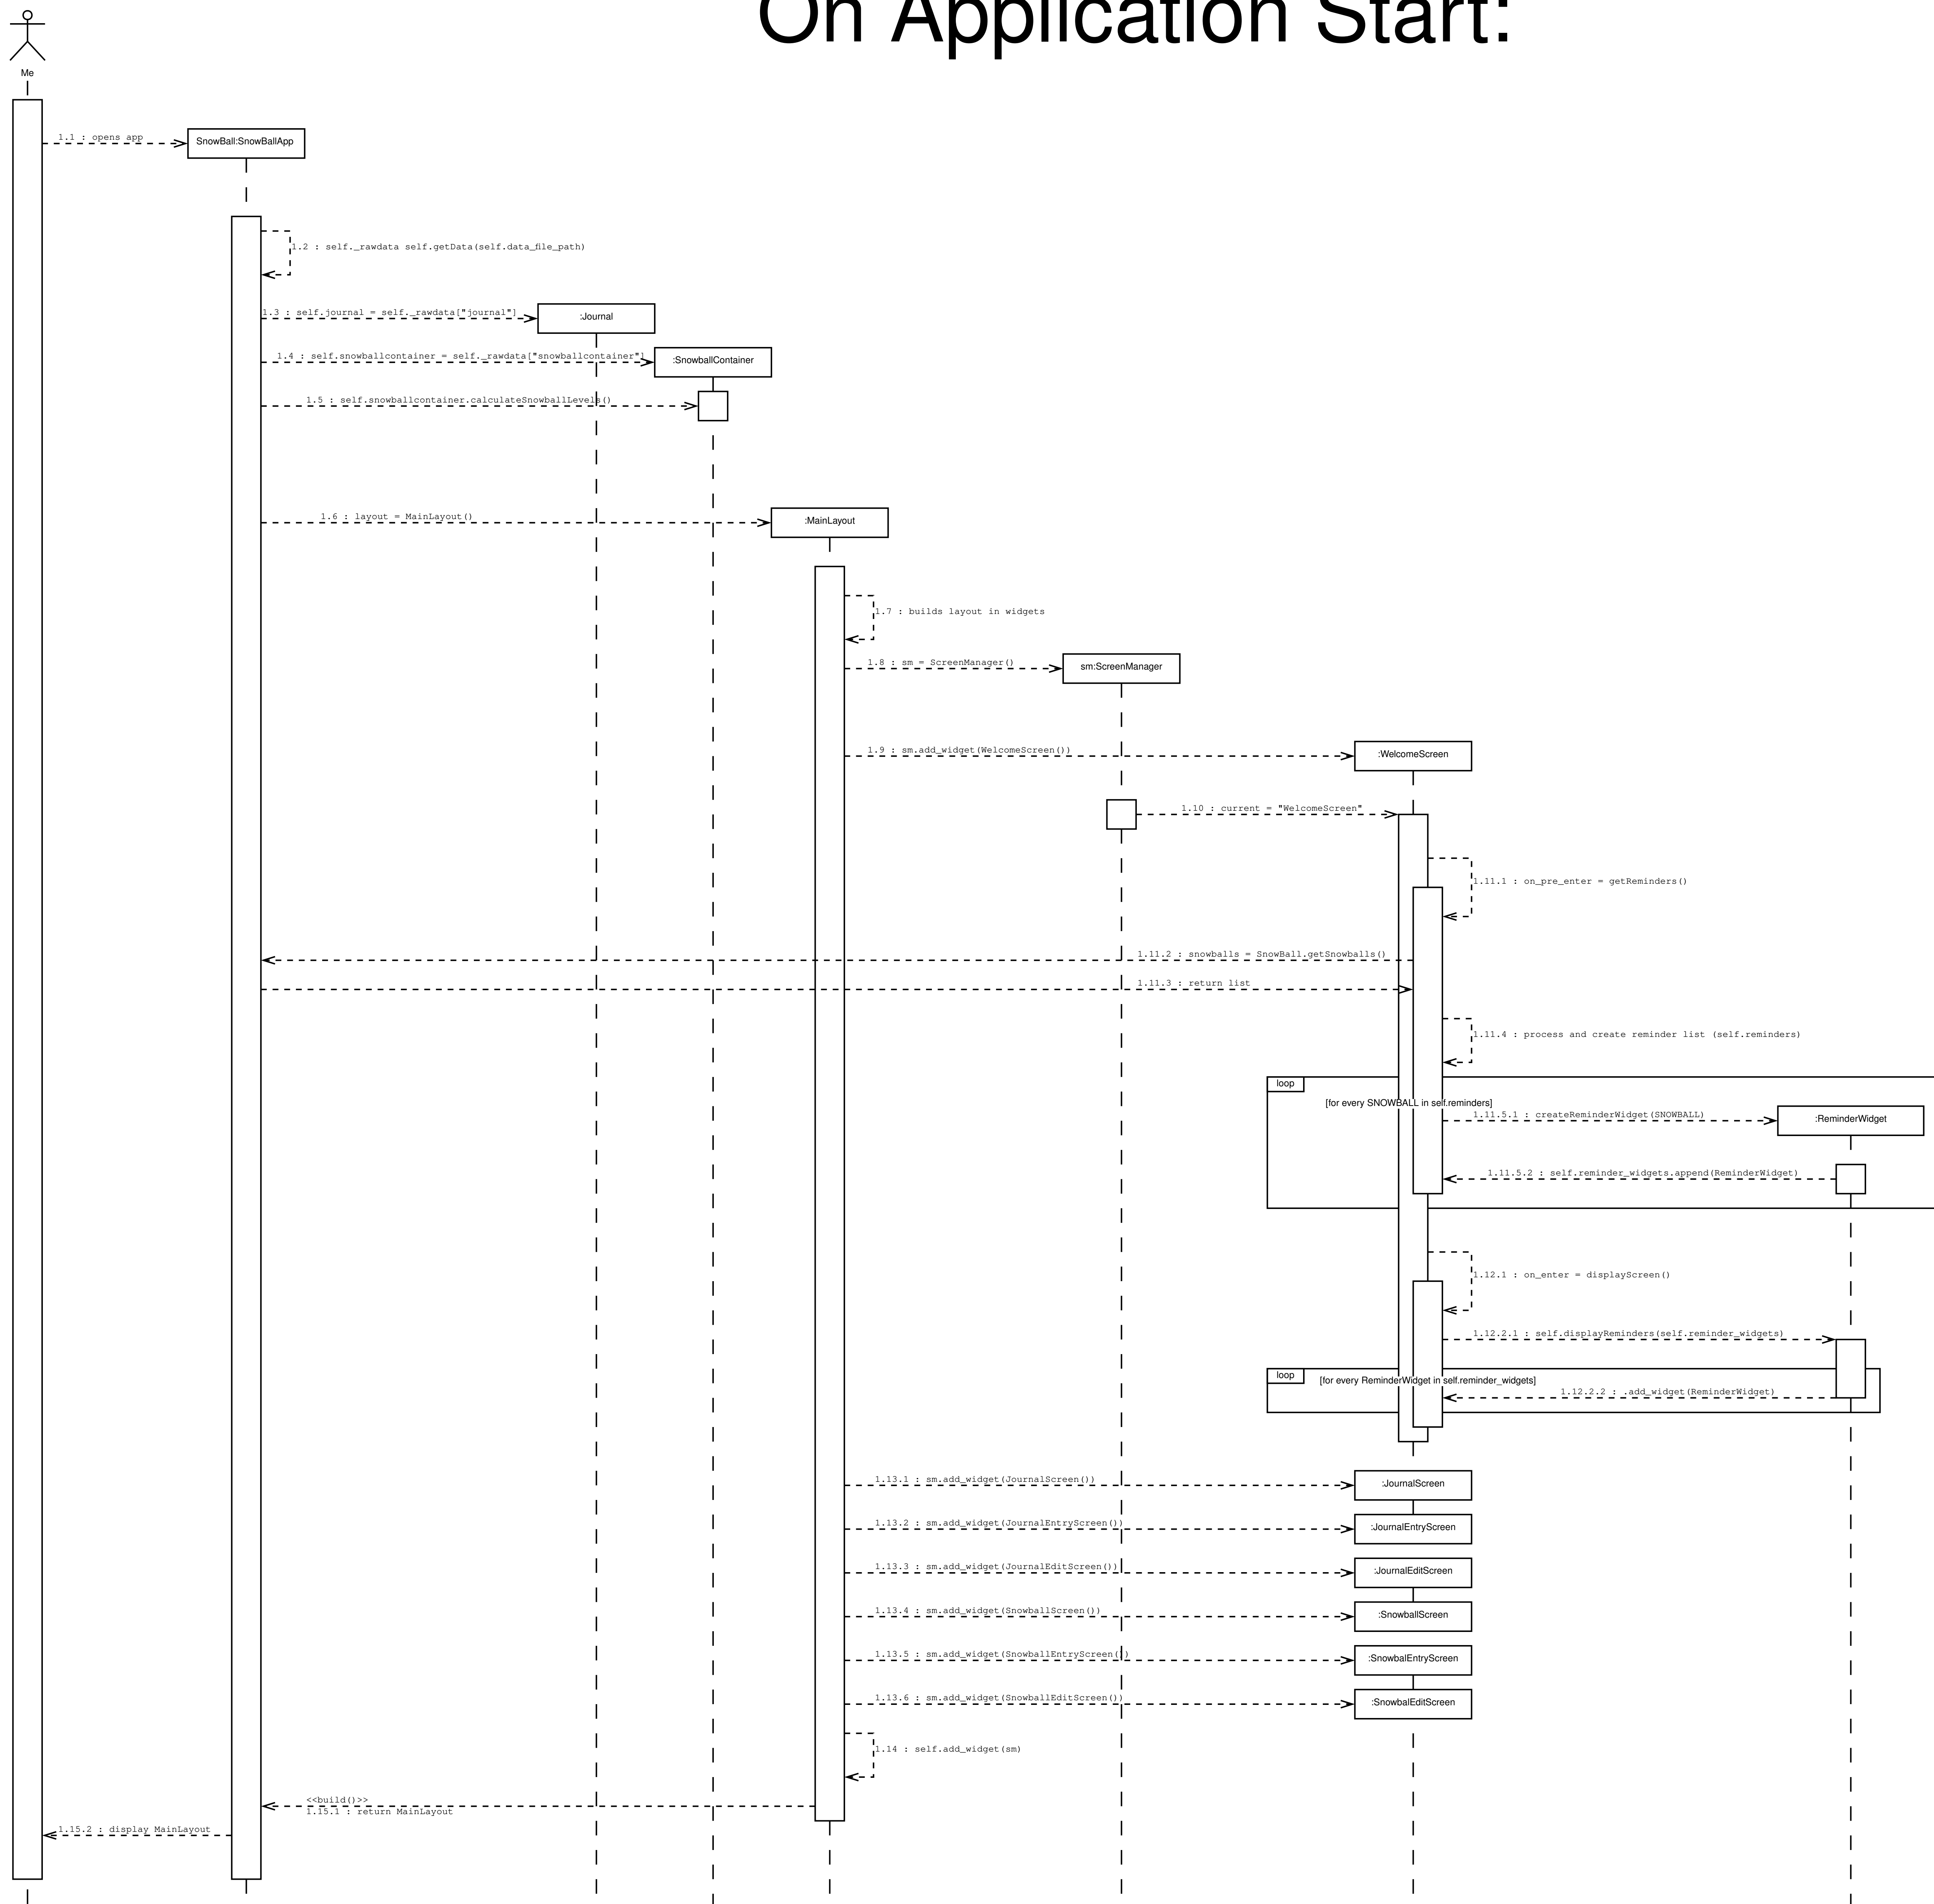 On Application Start:
Me
1.1 : opens app
SnowBall:SnowBallApp
1.2 : self._rawdata self.getData(self.data_file_path)
1.3 : self.journal = self._rawdata["journal"]
:Journal
1.4 : self.snowballcontainer = self._rawdata["snowballcontainer"]
:SnowballContainer
1.5 : self.snowballcontainer.calculateSnowballLevels()
1.6 : layout = MainLayout()
:MainLayout
1.7 : builds layout in widgets
1.8 : sm = ScreenManager()
sm:ScreenManager
1.9 : sm.add_widget(WelcomeScreen())
:WelcomeScreen
1.10 : current = "WelcomeScreen"
1.11.1 : on_pre_enter = getReminders()
1.11.2 : snowballs = SnowBall.getSnowballs()
1.11.3 : return list
1.11.4 : process and create reminder list (self.reminders)
loop
[for every SNOWBALL in self.reminders]
1.11.5.1 : createReminderWidget(SNOWBALL)
:ReminderWidget
1.11.5.2 : self.reminder_widgets.append(ReminderWidget)
1.12.1 : on_enter = displayScreen()
1.12.2.1 : self.displayReminders(self.reminder_widgets)
loop
[for every ReminderWidget in self.reminder_widgets]
1.12.2.2 : .add_widget(ReminderWidget)
1.13.1 : sm.add_widget(JournalScreen())
:JournalScreen
1.13.2 : sm.add_widget(JournalEntryScreen())
:JournalEntryScreen
1.13.3 : sm.add_widget(JournalEditScreen())
:JournalEditScreen
1.13.4 : sm.add_widget(SnowballScreen())
:SnowballScreen
1.13.5 : sm.add_widget(SnowballEntryScreen())
:SnowbalEntryScreen
1.13.6 : sm.add_widget(SnowballEditScreen())
:SnowbalEditScreen
1.14 : self.add_widget(sm)
<<build()>>
1.15.1 : return MainLayout
1.15.2 : display MainLayout